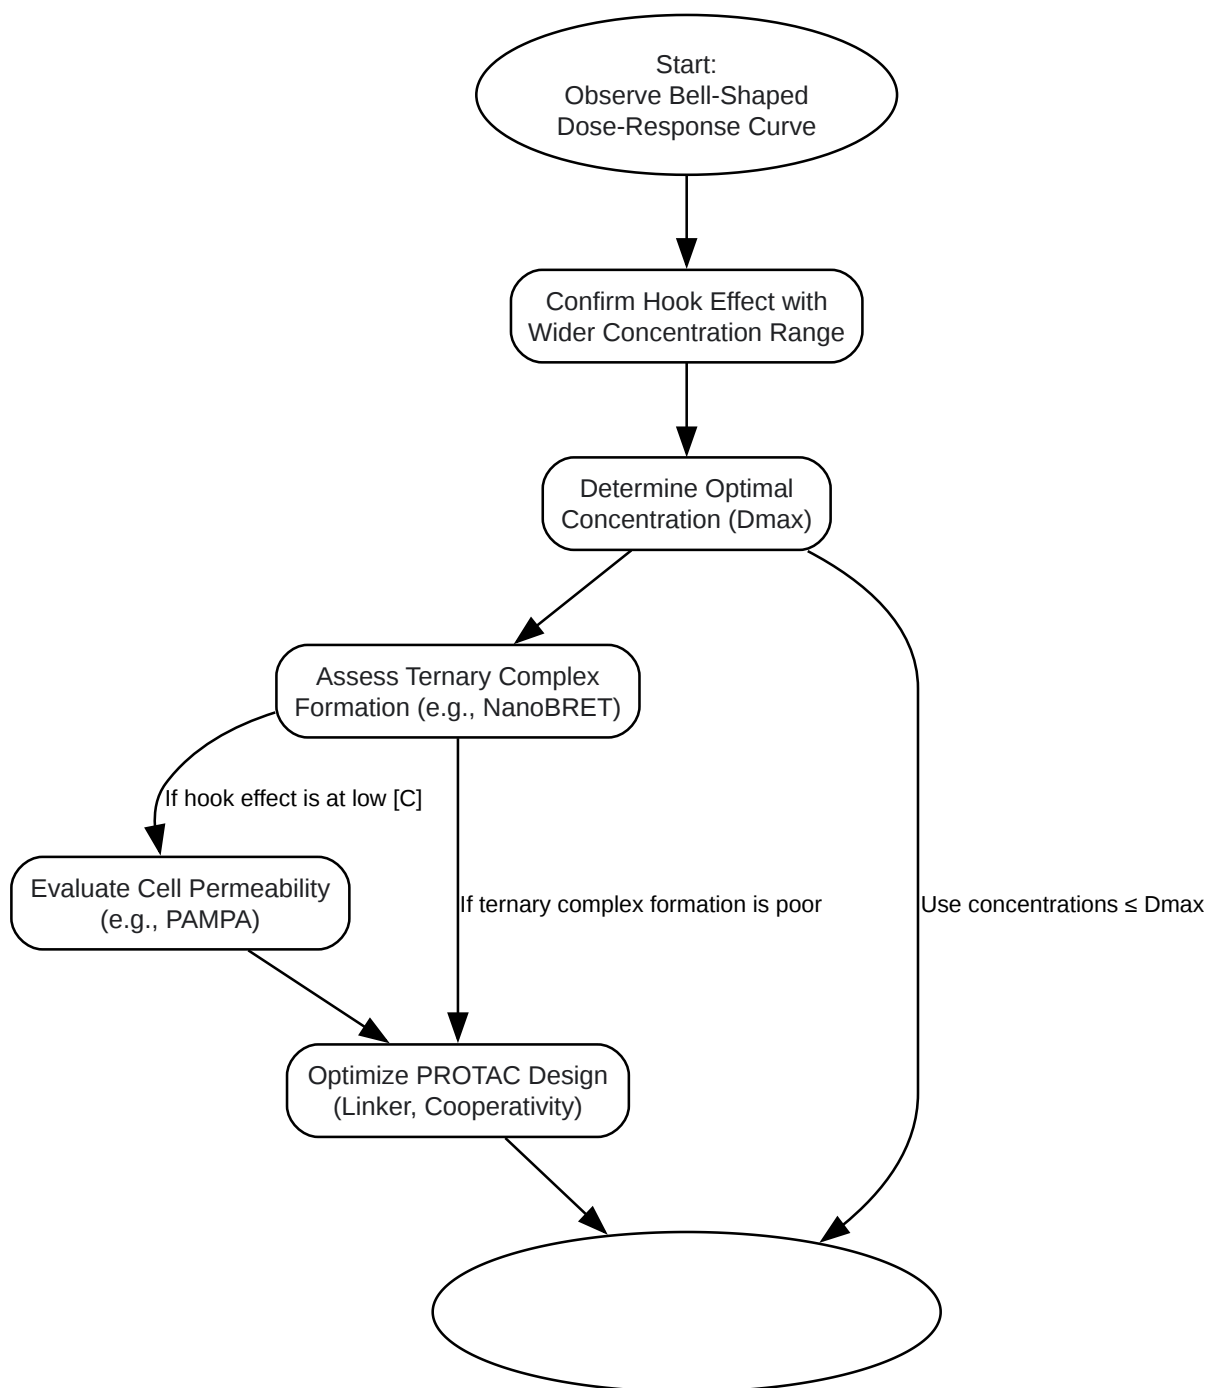 Start:
Observe Bell-Shaped
Dose-Response Curve
Confirm Hook Effect with
Wider Concentration Range
Determine Optimal
Concentration (Dmax)
Assess Ternary Complex
Formation (e.g., NanoBRET)
If hook effect is at low [C]
Evaluate Cell Permeability
(e.g., PAMPA)
If ternary complex formation is poor
Use concentrations ≤ Dmax
Optimize PROTAC Design
(Linker, Cooperativity)